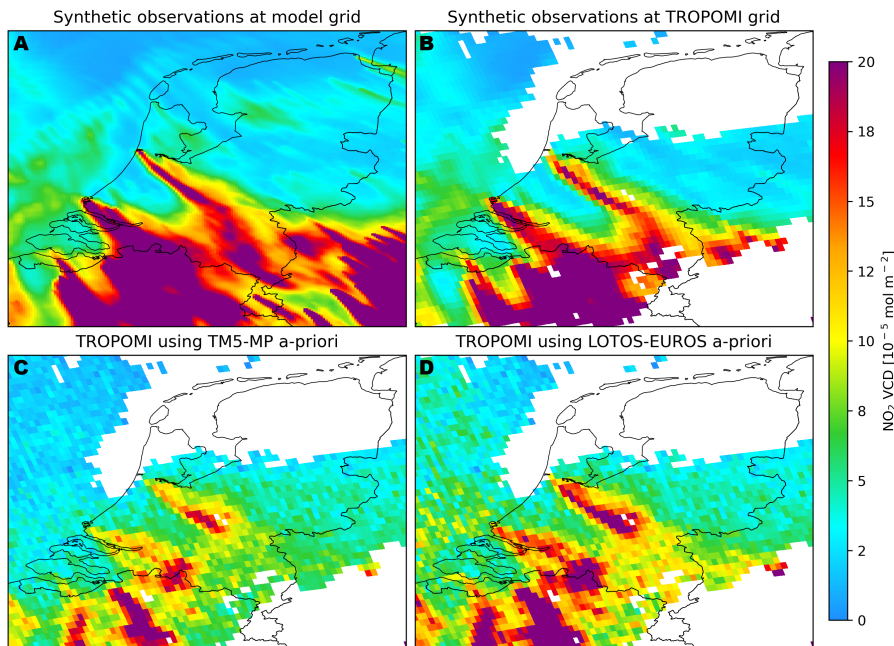 Synthetic observations at model grid
Synthetic observations at TROPOMI grid
A
B
TROPOMI using TM5-MP a-priori
TROPOMI using LOTOS-EUROS a-priori
C
D
20
18
15
12
10
8
5
2
0
NO₂ VCD [10⁻⁵ mol m⁻²]